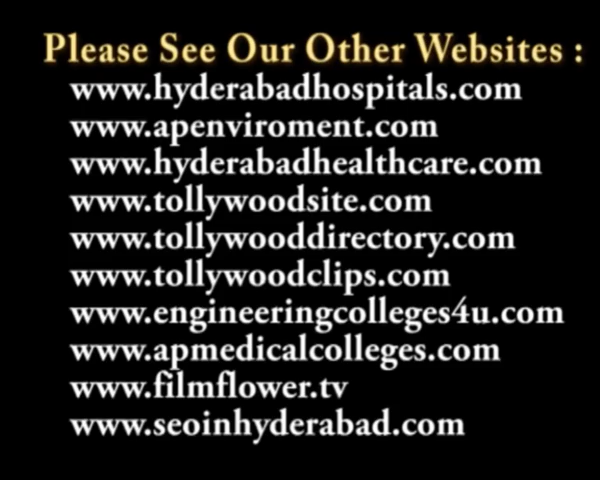 Please See Our Other Websites :
www.hyderabadhospitals.com
www.apenviroment.com
www.hyderabadhealthcare.com
www.tollywoodsite.com
www.tollywooddirectory.com
www.tollywoodclips.com
www.engineeringcolleges4u.com
www.apmedicalcolleges.com
www.filmflower.tv
www.seoinhyderabad.com